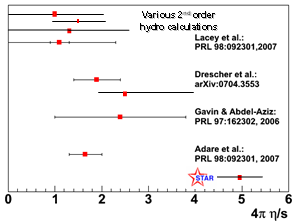 Various 2nd order
hydro calculations
Lacey et al.:
PRL 98:092301,2007
Drescher et al.:
arXiv:0704.3553
Gavin & Abdel-Aziz:
PRL 97:162302, 2006
Adare et al.:
PRL 98:092301, 2007
STAR
0 1 2 3 4 5 6
4π η/s